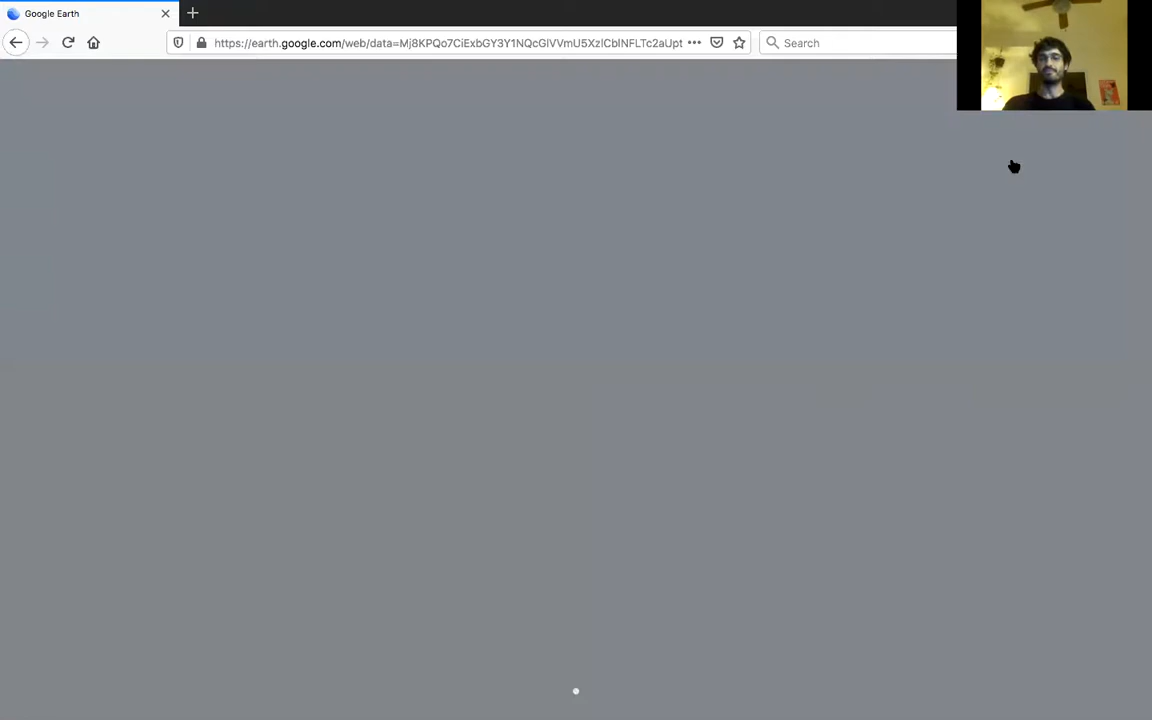 Google Earth
https://earth.google.com/web/data=Mj8KPQo7CiExbGY3Y1NQcGlVVmU5XzlCblNFLTc2aUpt
Search